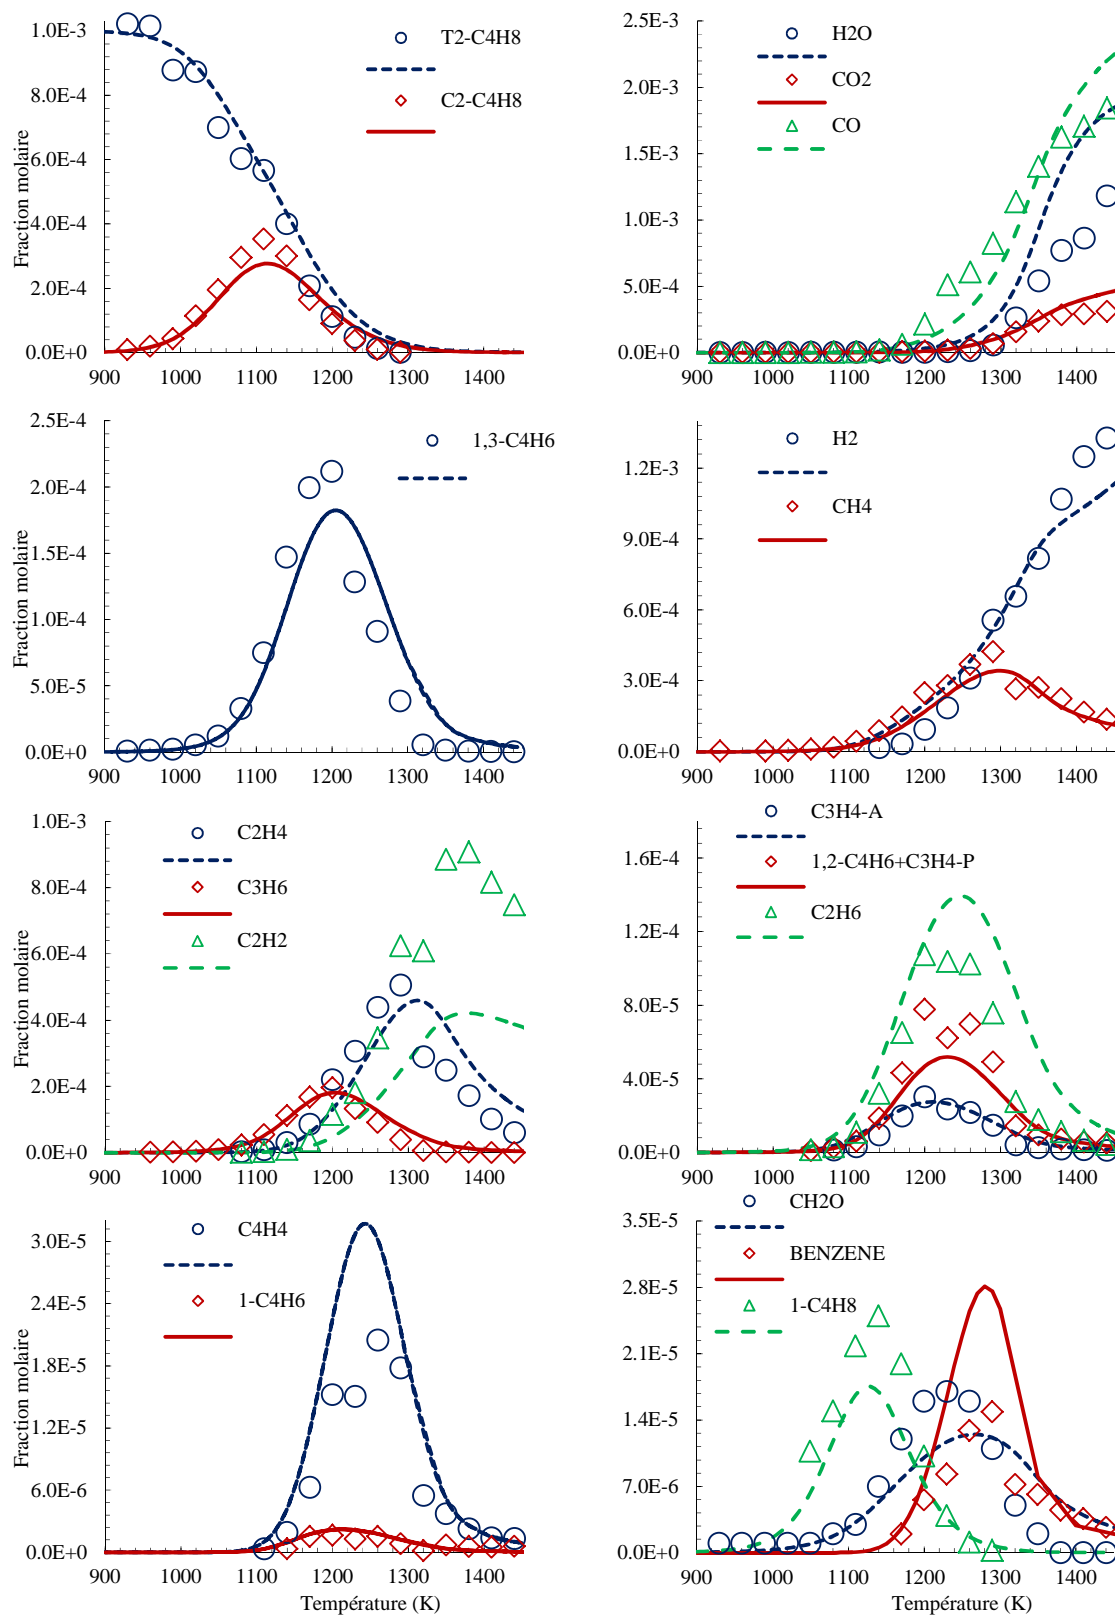 1.0E-3
8.0E-4
6.0E-4
4.0E-4
2.0E-4
0.0E+0
Fraction molaire
900 1000 1100 1200 1300 1400
T2-C4H8
C2-C4H8
2.5E-3
2.0E-3
1.5E-3
1.0E-3
5.0E-4
0.0E+0
900 1000 1100 1200 1300 1400
H2O
CO2
CO
2.5E-4
2.0E-4
1.5E-4
1.0E-4
5.0E-5
0.0E+0
Fraction molaire
900 1000 1100 1200 1300 1400
1,3-C4H6
1.2E-3
9.0E-4
6.0E-4
3.0E-4
0.0E+0
900 1000 1100 1200 1300 1400
H2
CH4
1.0E-3
8.0E-4
6.0E-4
4.0E-4
2.0E-4
0.0E+0
Fraction molaire
900 1000 1100 1200 1300 1400
C2H4
C3H6
C2H2
1.6E-4
1.2E-4
8.0E-5
4.0E-5
0.0E+0
900 1000 1100 1200 1300 1400
C3H4-A
1,2-C4H6+C3H4-P
C2H6
3.0E-5
2.4E-5
1.8E-5
1.2E-5
6.0E-6
0.0E+0
Fraction molaire
900 1000 1100 1200 1300 1400
Température (K)
C4H4
1-C4H6
3.5E-5
2.8E-5
2.1E-5
1.4E-5
7.0E-6
0.0E+0
900 1000 1100 1200 1300 1400
Température (K)
CH2O
BENZENE
1-C4H8